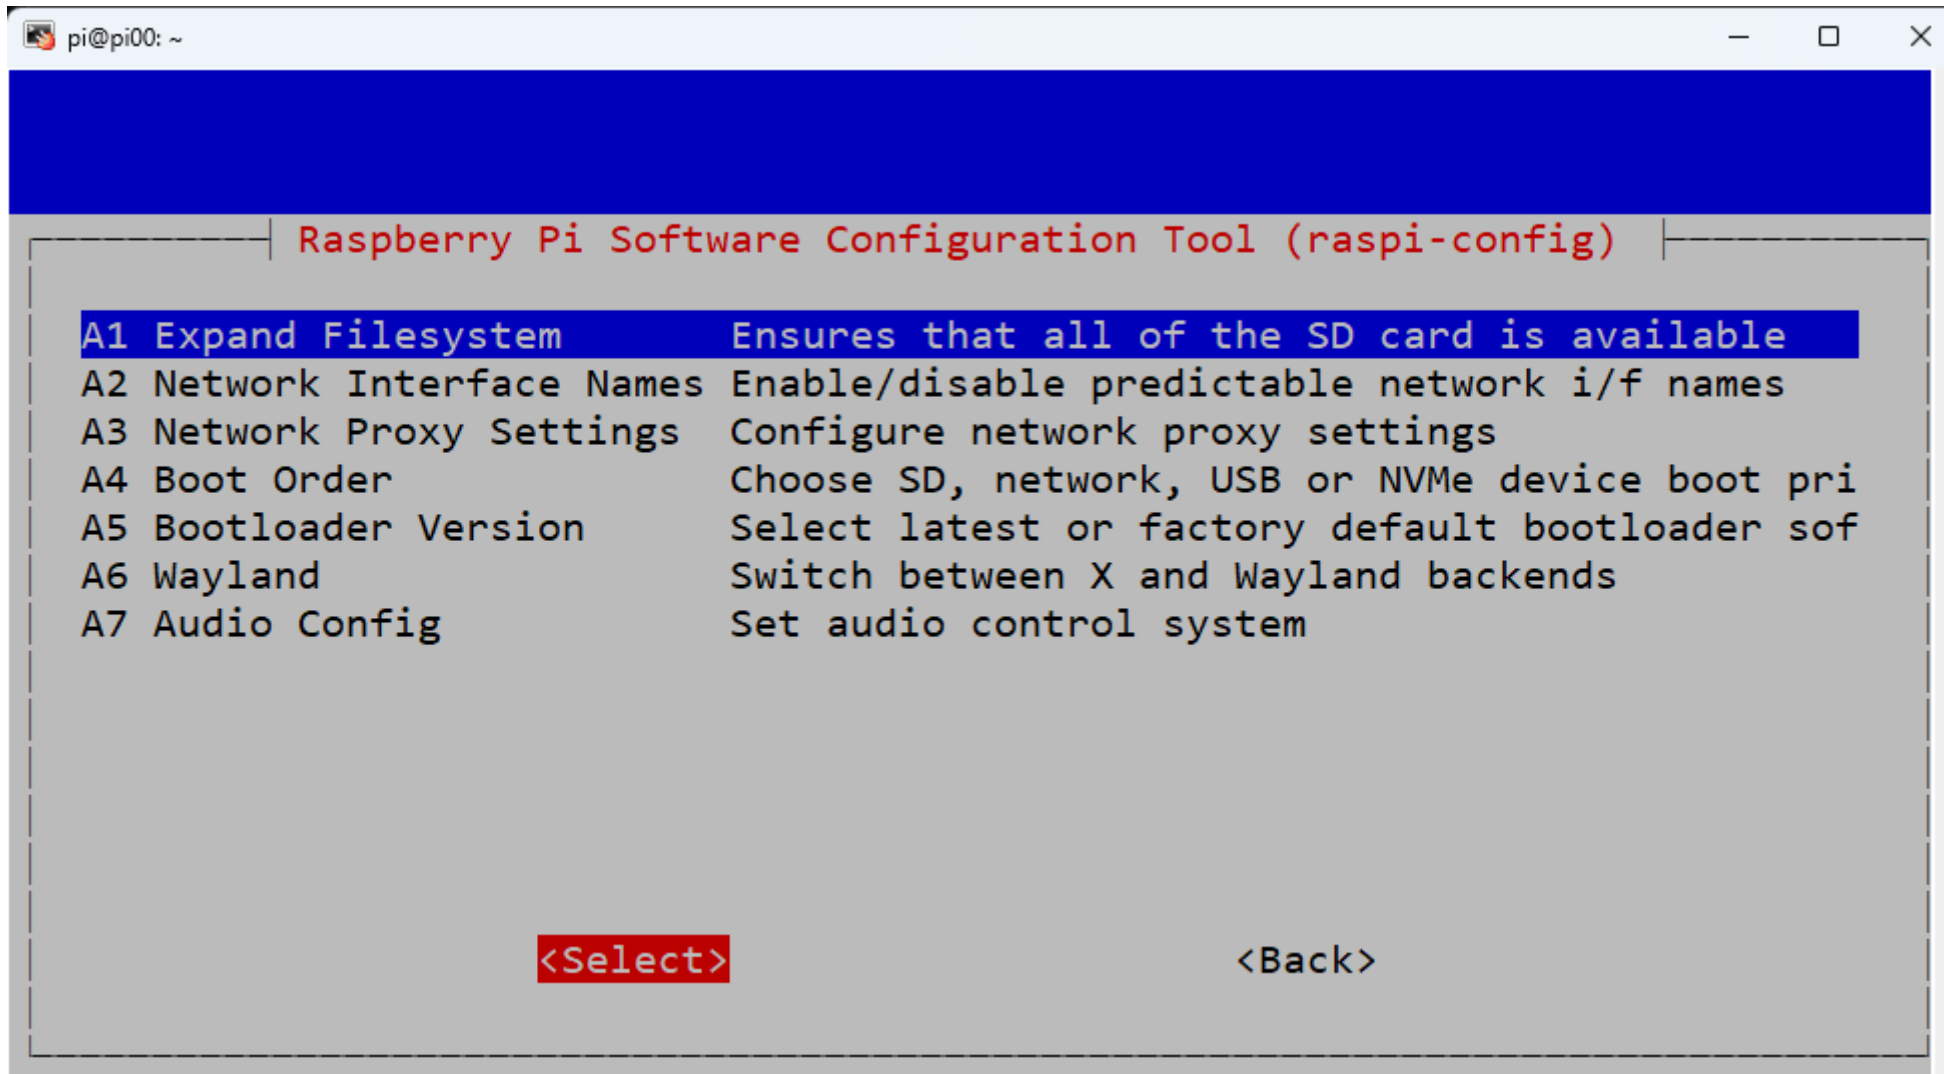 pi@pi00: ~
Raspberry Pi Software Configuration Tool (raspi-config)
A1 Expand Filesystem Ensures that all of the SD card is available
A2 Network Interface Names Enable/disable predictable network i/f names
A3 Network Proxy Settings Configure network proxy settings
A4 Boot Order Choose SD, network, USB or NVMe device boot pri
A5 Bootloader Version Select latest or factory default bootloader sof
A6 Wayland Switch between X and Wayland backends
A7 Audio Config Set audio control system
<Select> <Back>